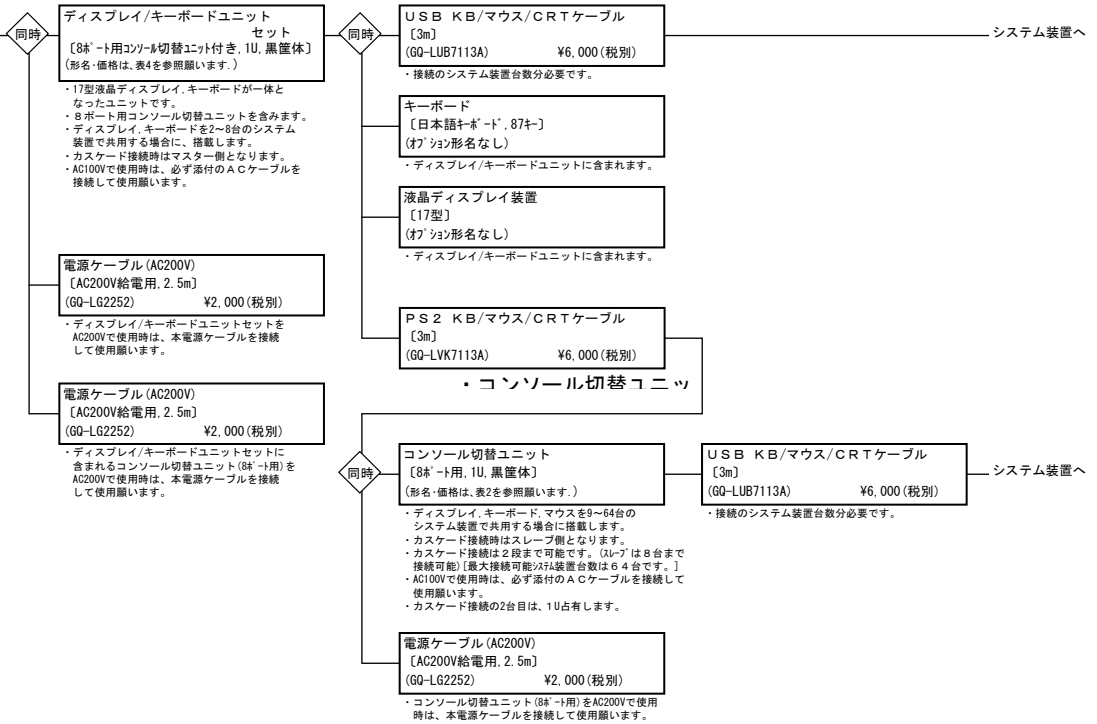 同時
ディスプレイ/キーボードユニット
セット
〔8ﾎﾟｰﾄ用ｺﾝｿｰﾙ切替ﾕﾆｯﾄ付き,1U,黒筐体〕
(形名･価格は､表4を参照願います.)
・17型液晶ディスプレイ,キーボードが一体と
なったユニットです。
・８ポート用コンソール切替ユニットを含みます。
・ディスプレイ,キーボードを2～8台のシステム
装置で共用する場合に、搭載します。
・カスケード接続時はマスター側となります。
・AC100Vで使用時は、必ず添付のＡＣケーブルを
接続して使用願います。
電源ケーブル(AC200V)
〔AC200V給電用,2.5m〕
(GQ-LG2252) ¥2,000(税別)
・ディスプレイ/キーボードユニットセットを
AC200Vで使用時は、本電源ケーブルを接続
して使用願います。
電源ケーブル(AC200V)
〔AC200V給電用,2.5m〕
(GQ-LG2252) ¥2,000(税別)
・ディスプレイ/キーボードユニットセットに
含まれるコンソール切替ユニット(8ﾎﾟｰﾄ用)を
AC200Vで使用時は、本電源ケーブルを接続
して使用願います。
同時
ＵＳＢ ＫＢ/マウス/ＣＲＴケーブル
〔3m〕
(GQ-LUB7113A) ¥6,000(税別)
システム装置へ
・接続のシステム装置台数分必要です。
キーボード
〔日本語ｷｰﾎﾞｰﾄﾞ,87ｷｰ〕
(ｵﾌﾟｼｮﾝ形名なし)
・ディスプレイ/キーボードユニットに含まれます。
液晶ディスプレイ装置
〔17型〕
(ｵﾌﾟｼｮﾝ形名なし)
・ディスプレイ/キーボードユニットに含まれます。
ＰＳ２ ＫＢ/マウス/ＣＲＴケーブル
〔3m〕
(GQ-LVK7113A) ¥6,000(税別)
・コンソール切替ユニッ
同時
コンソール切替ユニット
〔8ﾎﾟｰﾄ用,1U,黒筐体〕
(形名･価格は､表2を参照願います.)
・ディスプレイ,キーボード,マウスを9～64台の
システム装置で共用する場合に搭載します。
・カスケード接続時はスレーブ側となります。
・カスケード接続は２段まで可能です。(ｽﾚｰﾌﾞは８台まで
接続可能)[最大接続可能ｼｽﾃﾑ装置台数は６４台です。]
・AC100Vで使用時は、必ず添付のＡＣケーブルを接続して
使用願います。
・カスケード接続の2台目は、１U占有します。
ＵＳＢ ＫＢ/マウス/ＣＲＴケーブル
〔3m〕
(GQ-LUB7113A) ¥6,000(税別)
システム装置へ
・接続のシステム装置台数分必要です。
電源ケーブル(AC200V)
〔AC200V給電用,2.5m〕
(GQ-LG2252) ¥2,000(税別)
・コンソール切替ユニット(8ﾎﾟｰﾄ用)をAC200Vで使用
時は、本電源ケーブルを接続して使用願います。